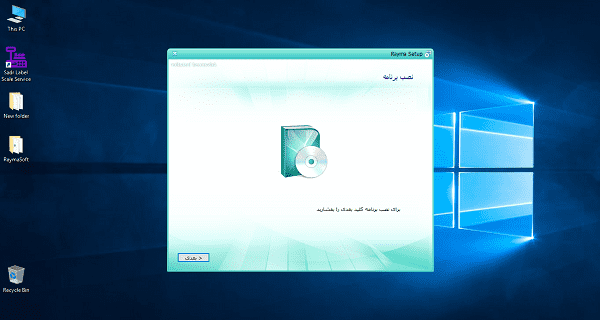 This PC
Sadr Label
Scale Service
New folder
RaymaSoft
Recycle Bin
Rayma Setup
نصب برنامه
برای نصب برنامه کلید بعدی را بفشارید
بعدی >